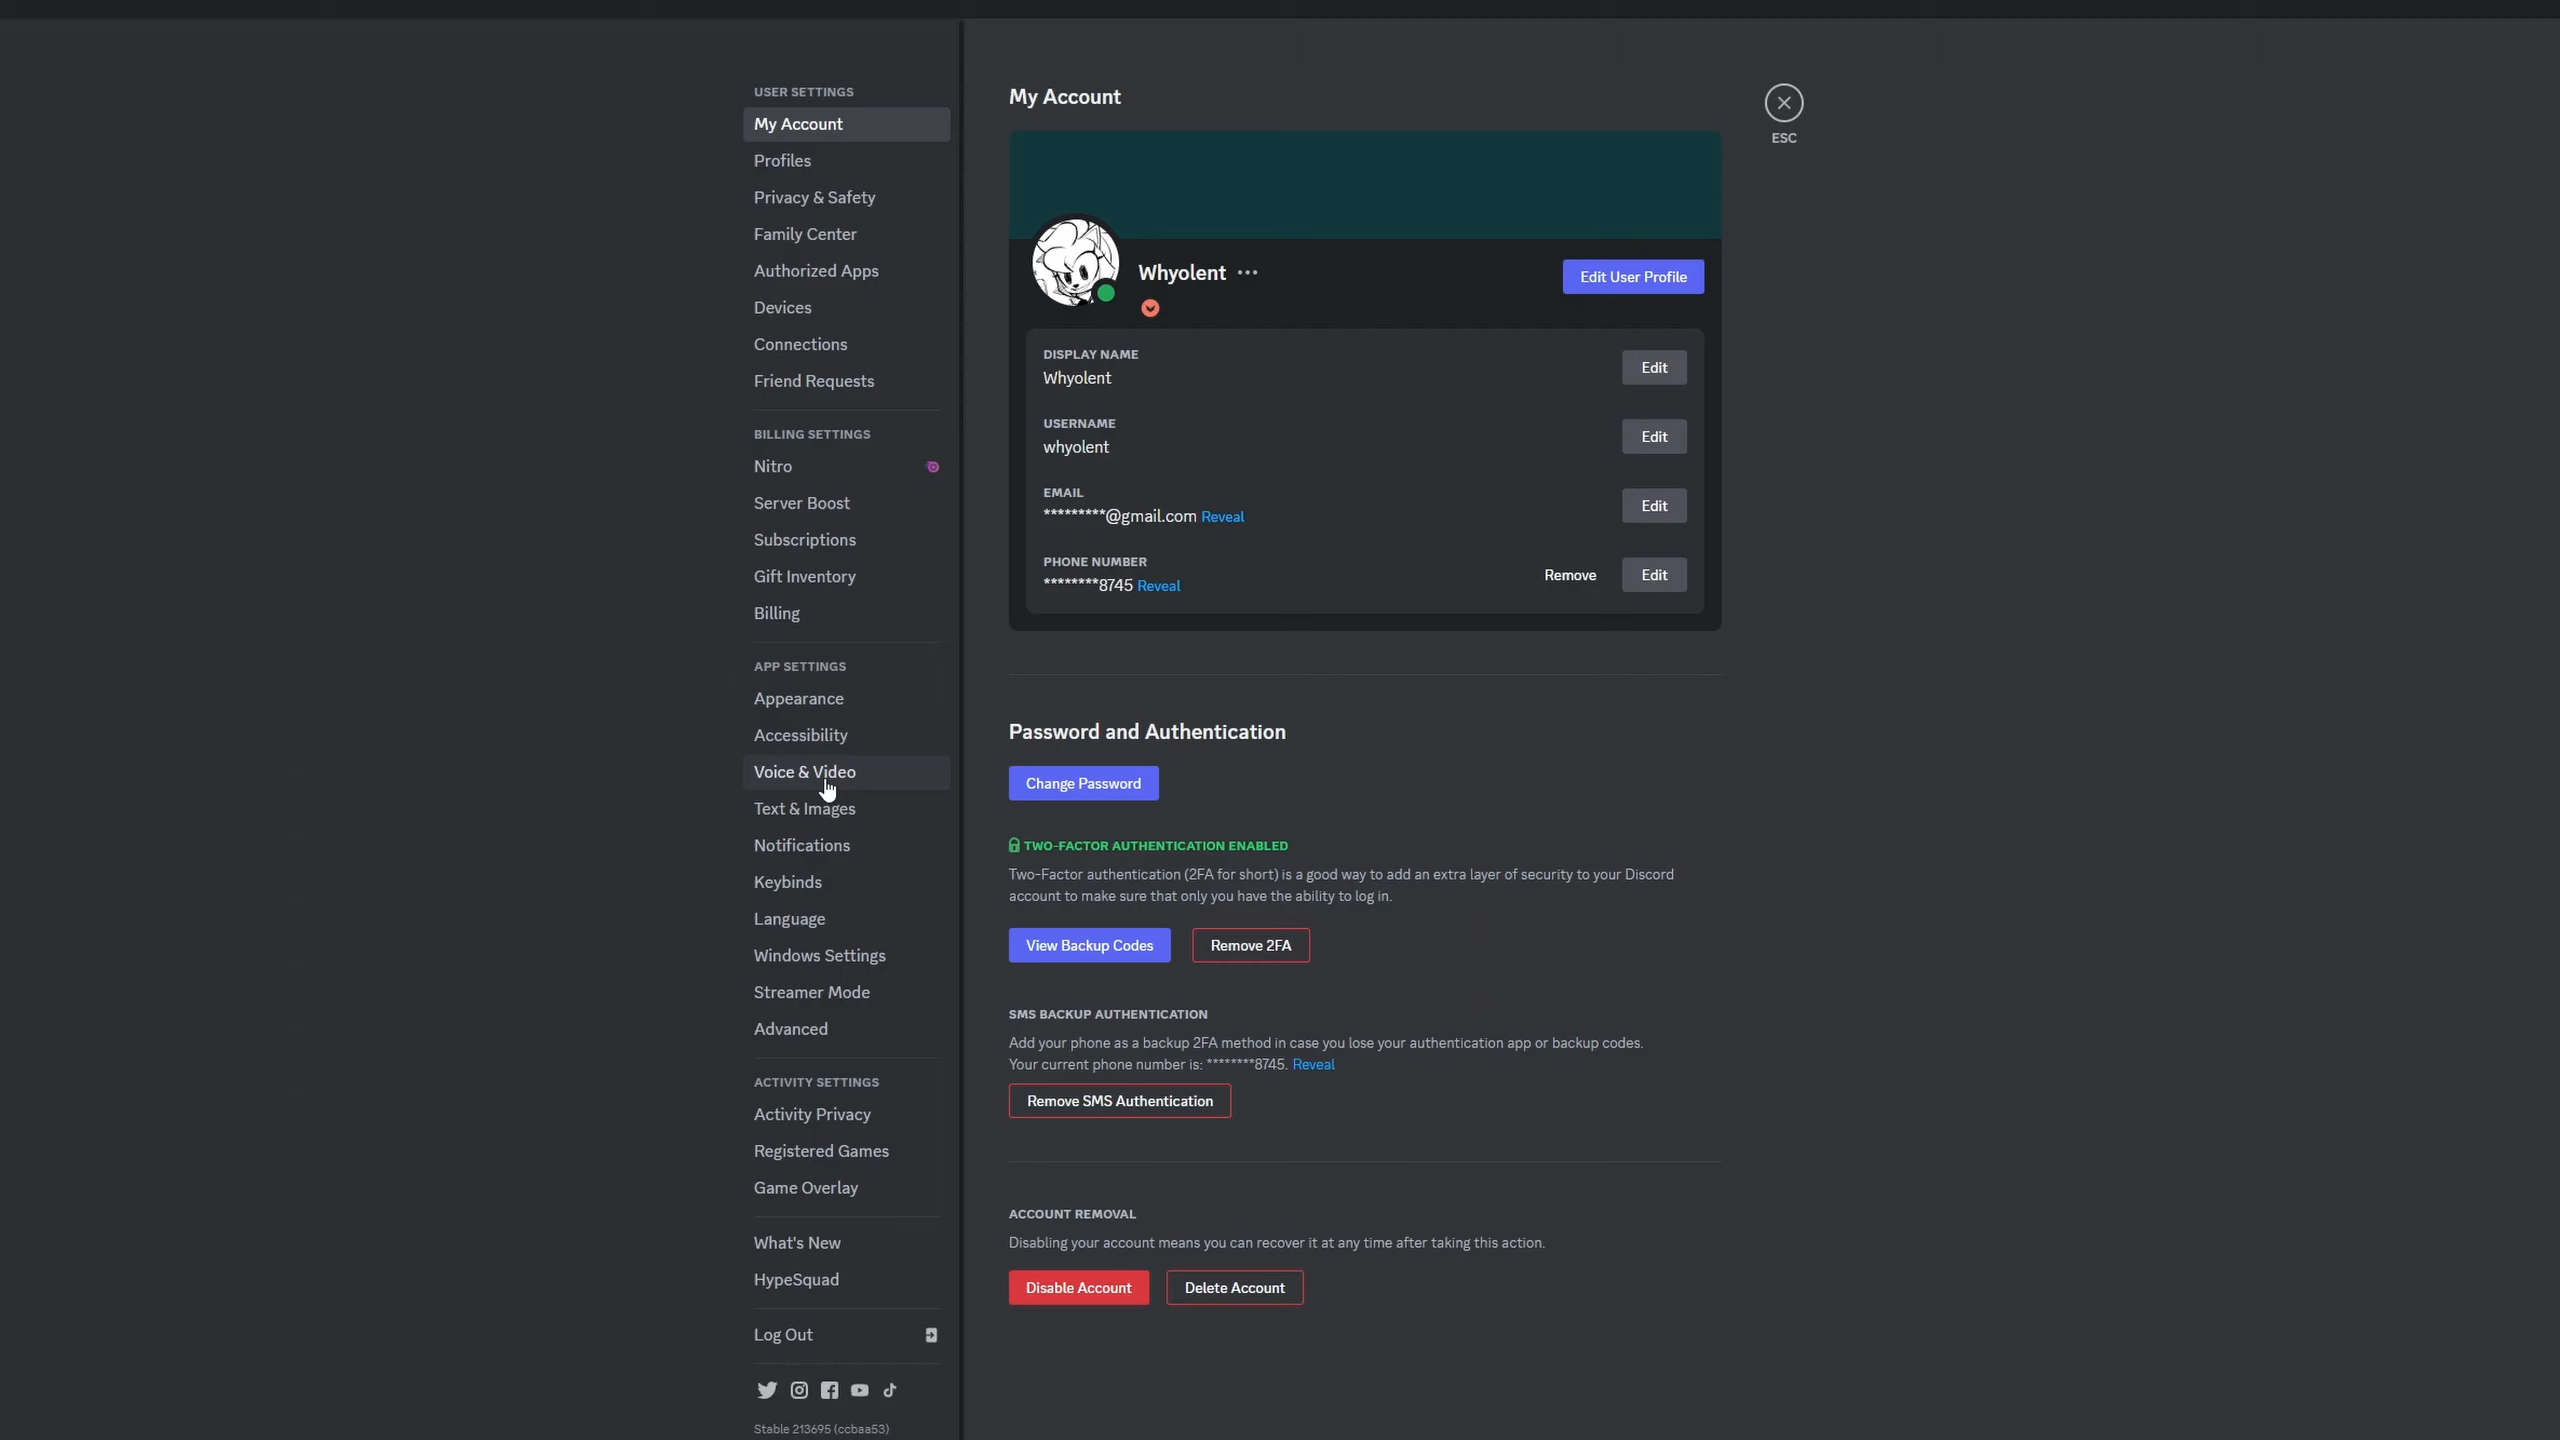 USER SETTINGS
My Account
Profiles
Privacy & Safety
Family Center
Authorized Apps
Devices
Connections
Friend Requests
BILLING SETTINGS
Nitro
Server Boost
Subscriptions
Gift Inventory
Billing
APP SETTINGS
Appearance
Accessibility
Voice & Video
Text & Images
Notifications
Keybinds
Language
Windows Settings
Streamer Mode
Advanced
ACTIVITY SETTINGS
Activity Privacy
Registered Games
Game Overlay
What's New
HypeSquad
Log Out
Stable 213695 (ccbaa53)
My Account
ESC
Whyolent
Edit User Profile
DISPLAY NAME
Whyolent
Edit
USERNAME
whyolent
Edit
EMAIL
*********@gmail.com Reveal
Edit
PHONE NUMBER
********8745 Reveal
Remove
Edit
Password and Authentication
Change Password
TWO-FACTOR AUTHENTICATION ENABLED
Two-Factor authentication (2FA for short) is a good way to add an extra layer of security to your Discord
account to make sure that only you have the ability to log in.
View Backup Codes
Remove 2FA
SMS BACKUP AUTHENTICATION
Add your phone as a backup 2FA method in case you lose your authentication app or backup codes.
Your current phone number is: ********8745. Reveal
Remove SMS Authentication
ACCOUNT REMOVAL
Disabling your account means you can recover it at any time after taking this action.
Disable Account
Delete Account